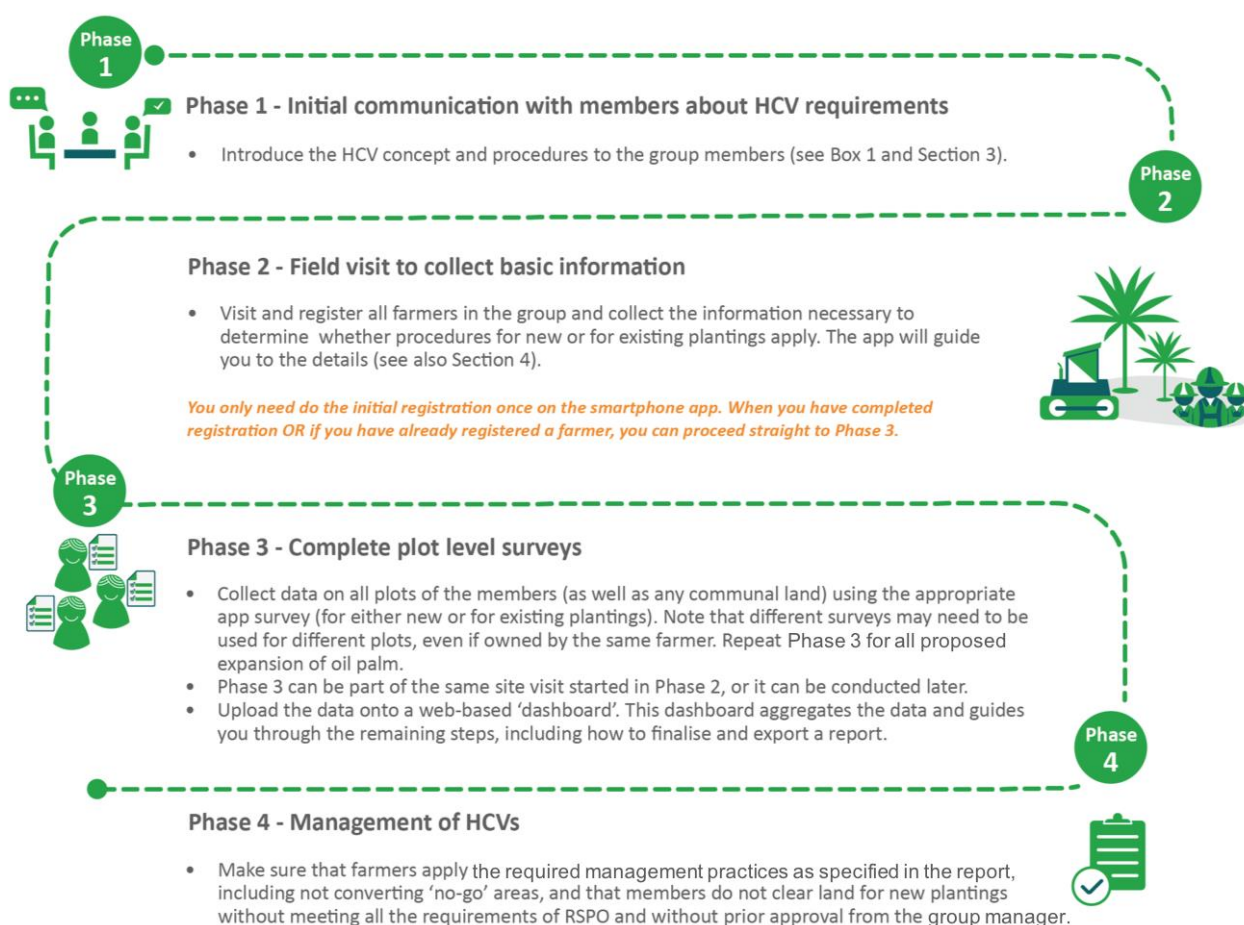 Phase
1
Phase 1 - Initial communication with members about HCV requirements
• Introduce the HCV concept and procedures to the group members (see Box 1 and Section 3).
Phase
2
Phase 2 - Field visit to collect basic information
• Visit and register all farmers in the group and collect the information necessary to
determine whether procedures for new or for existing plantings apply. The app will guide
you to the details (see also Section 4).
You only need do the initial registration once on the smartphone app. When you have completed
registration OR if you have already registered a farmer, you can proceed straight to Phase 3.
Phase
3
Phase 3 - Complete plot level surveys
• Collect data on all plots of the members (as well as any communal land) using the appropriate
app survey (for either new or for existing plantings). Note that different surveys may need to be
used for different plots, even if owned by the same farmer. Repeat Phase 3 for all proposed
expansion of oil palm.
• Phase 3 can be part of the same site visit started in Phase 2, or it can be conducted later.
• Upload the data onto a web-based ‘dashboard’. This dashboard aggregates the data and guides
you through the remaining steps, including how to finalise and export a report.
Phase
4
Phase 4 - Management of HCVs
• Make sure that farmers apply the required management practices as specified in the report,
including not converting ‘no-go’ areas, and that members do not clear land for new plantings
without meeting all the requirements of RSPO and without prior approval from the group manager.